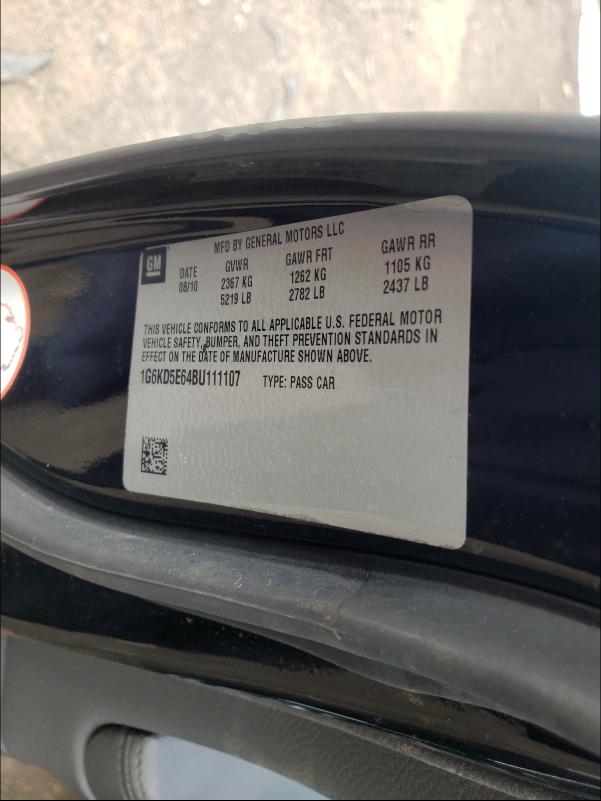 MFD BY GENERAL MOTORS LLC
GM
DATE GVWR GAWR FRT GAWR RR
08/10 2367 KG 1262 KG 1105 KG
5219 LB 2782 LB 2437 LB
THIS VEHICLE CONFORMS TO ALL APPLICABLE U.S. FEDERAL MOTOR
VEHICLE SAFETY, BUMPER, AND THEFT PREVENTION STANDARDS IN
EFFECT ON THE DATE OF MANUFACTURE SHOWN ABOVE.
1G6KD5E64BU111107 TYPE: PASS CAR